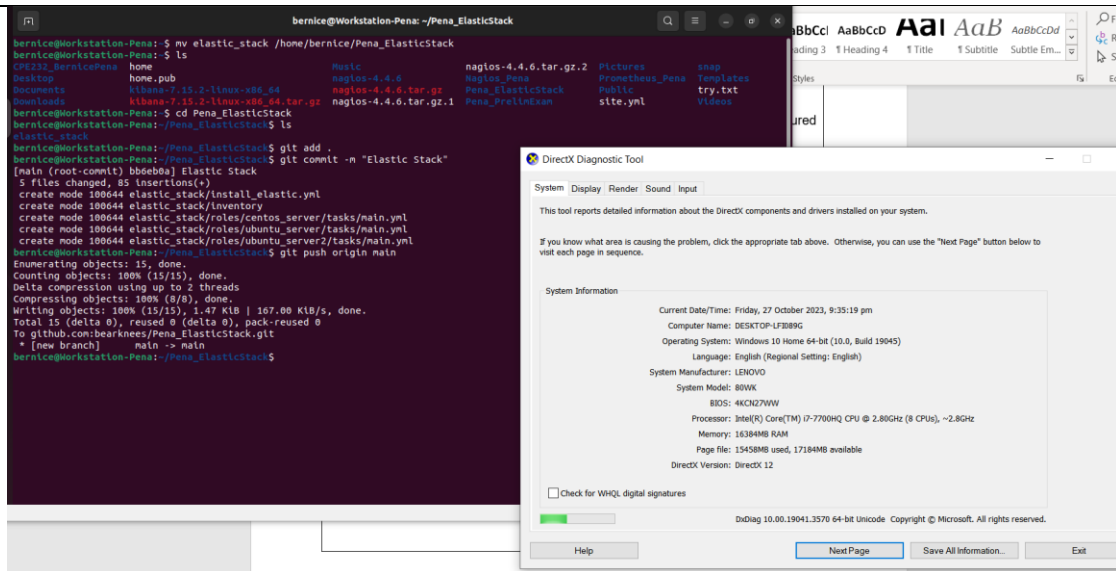 bernice@Workstation-Pena: ~/Pena_ElasticStack
bernice@Workstation-Pena:~$ mv elastic_stack /home/bernice/Pena_ElasticStack
bernice@Workstation-Pena:~$ ls
CPE232_BernicePena home Music nagios-4.4.6.tar.gz.2 Pictures snap
Desktop home.pub nagios-4.4.6 Nagios_Pena Prometheus_Pena Templates
Documents kibana-7.15.2-linux-x86_64 nagios-4.4.6.tar.gz Pena_ElasticStack Public try.txt
Downloads kibana-7.15.2-linux-x86_64.tar.gz nagios-4.4.6.tar.gz.1 Pena_PrelimExam site.yml Videos
bernice@Workstation-Pena:~$ cd Pena_ElasticStack
bernice@Workstation-Pena:~/Pena_ElasticStack$ ls
elastic_stack
bernice@Workstation-Pena:~/Pena_ElasticStack$ git add .
bernice@Workstation-Pena:~/Pena_ElasticStack$ git commit -m "Elastic Stack"
[main (root-commit) bb6eb0a] Elastic Stack
5 files changed, 85 insertions(+)
create mode 100644 elastic_stack/install_elastic.yml
create mode 100644 elastic_stack/inventory
create mode 100644 elastic_stack/roles/centos_server/tasks/main.yml
create mode 100644 elastic_stack/roles/ubuntu_server/tasks/main.yml
create mode 100644 elastic_stack/roles/ubuntu_server2/tasks/main.yml
bernice@Workstation-Pena:~/Pena_ElasticStack$ git push origin main
Enumerating objects: 15, done.
Counting objects: 100% (15/15), done.
Delta compression using up to 2 threads
Compressing objects: 100% (8/8), done.
Writing objects: 100% (15/15), 1.47 KiB | 167.00 KiB/s, done.
Total 15 (delta 0), reused 0 (delta 0), pack-reused 0
To github.com:bearknees/Pena_ElasticStack.git
* [new branch] main -> main
bernice@Workstation-Pena:~/Pena_ElasticStack$
BbCcI AaBbCcD AaI AaB AaBbCcDd
ading 3 ¶ Heading 4 ¶ Title ¶ Subtitle Subtle Em...
Styles
ured
DirectX Diagnostic Tool
System Display Render Sound Input
This tool reports detailed information about the DirectX components and drivers installed on your system.
If you know what area is causing the problem, click the appropriate tab above. Otherwise, you can use the "Next Page" button below to
visit each page in sequence.
System Information
Current Date/Time: Friday, 27 October 2023, 9:35:19 pm
Computer Name: DESKTOP-LFI089G
Operating System: Windows 10 Home 64-bit (10.0, Build 19045)
Language: English (Regional Setting: English)
System Manufacturer: LENOVO
System Model: 80WK
BIOS: 4KCN27WW
Processor: Intel(R) Core(TM) i7-7700HQ CPU @ 2.80GHz (8 CPUs), ~2.8GHz
Memory: 16384MB RAM
Page file: 15458MB used, 17184MB available
DirectX Version: DirectX 12
Check for WHQL digital signatures
DxDiag 10.00.19041.3570 64-bit Unicode Copyright © Microsoft. All rights reserved.
Help Next Page Save All Information... Exit